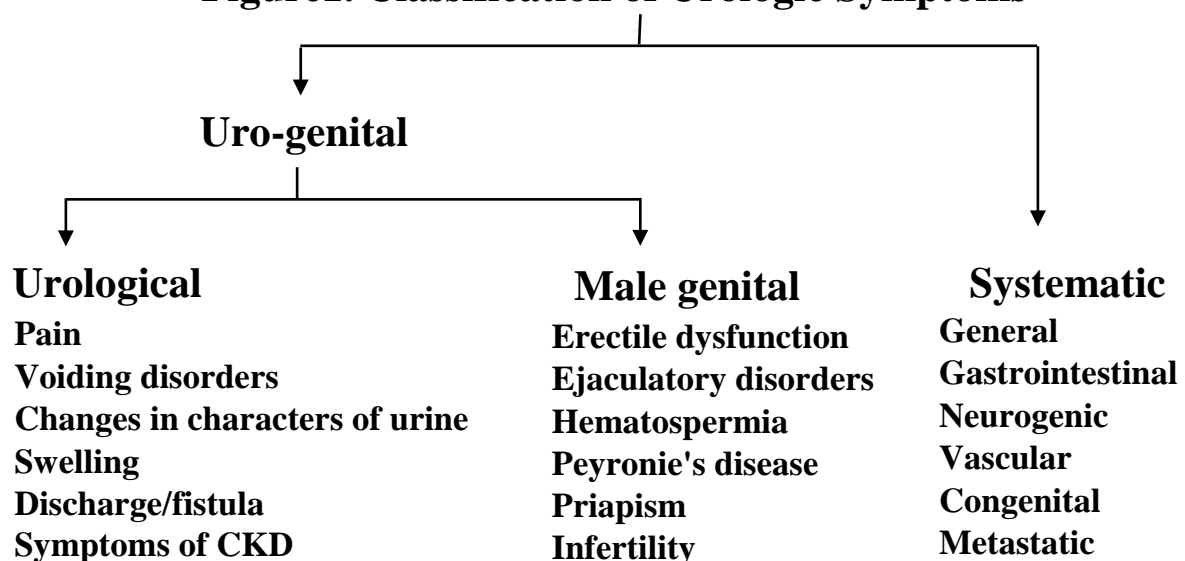 Classification of Urologic Symptoms
Uro-genital
Urological
Pain
Voiding disorders
Changes in characters of urine
Swelling
Discharge/fistula
Symptoms of CKD
Male genital
Erectile dysfunction
Ejaculatory disorders
Hematospermia
Peyronie's disease
Priapism
Infertility
Systematic
General
Gastrointestinal
Neurogenic
Vascular
Congenital
Metastatic